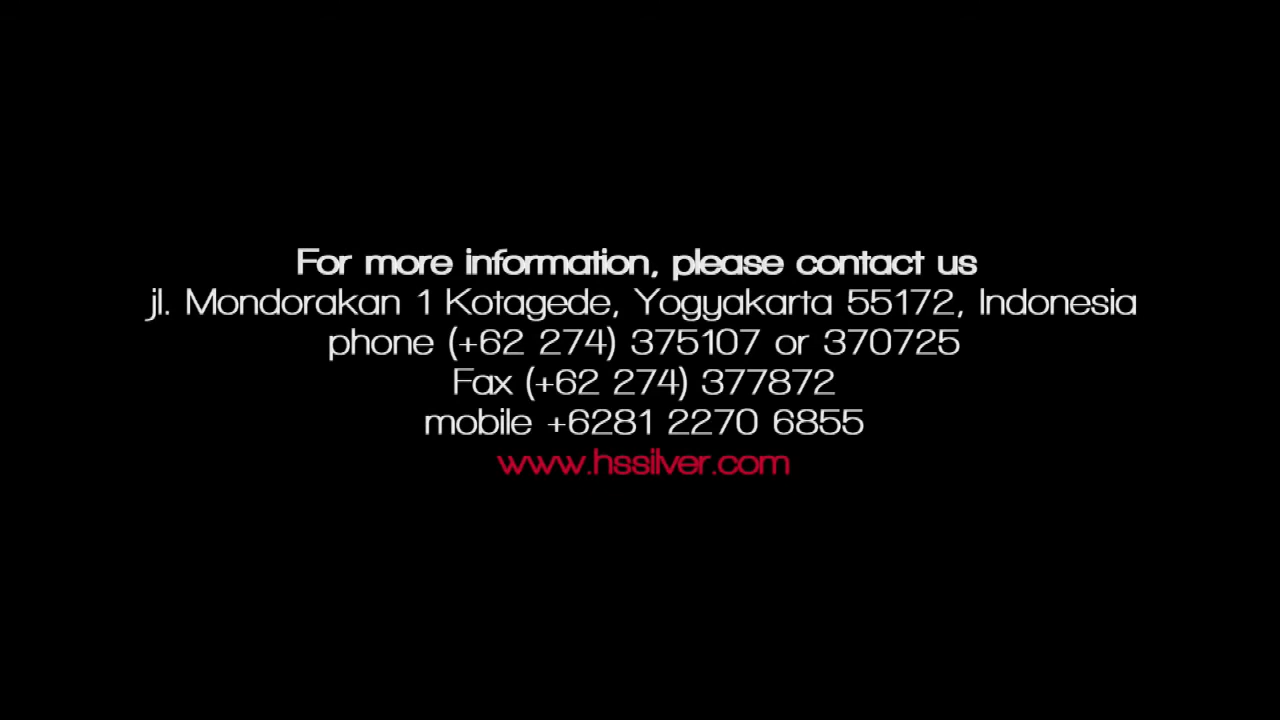 For more information, please contact us
jl. Mondorakan 1 Kotagede, Yogyakarta 55172, Indonesia
phone (+62 274) 375107 or 370725
Fax (+62 274) 377872
mobile +6281 2270 6855
www.hssilver.com